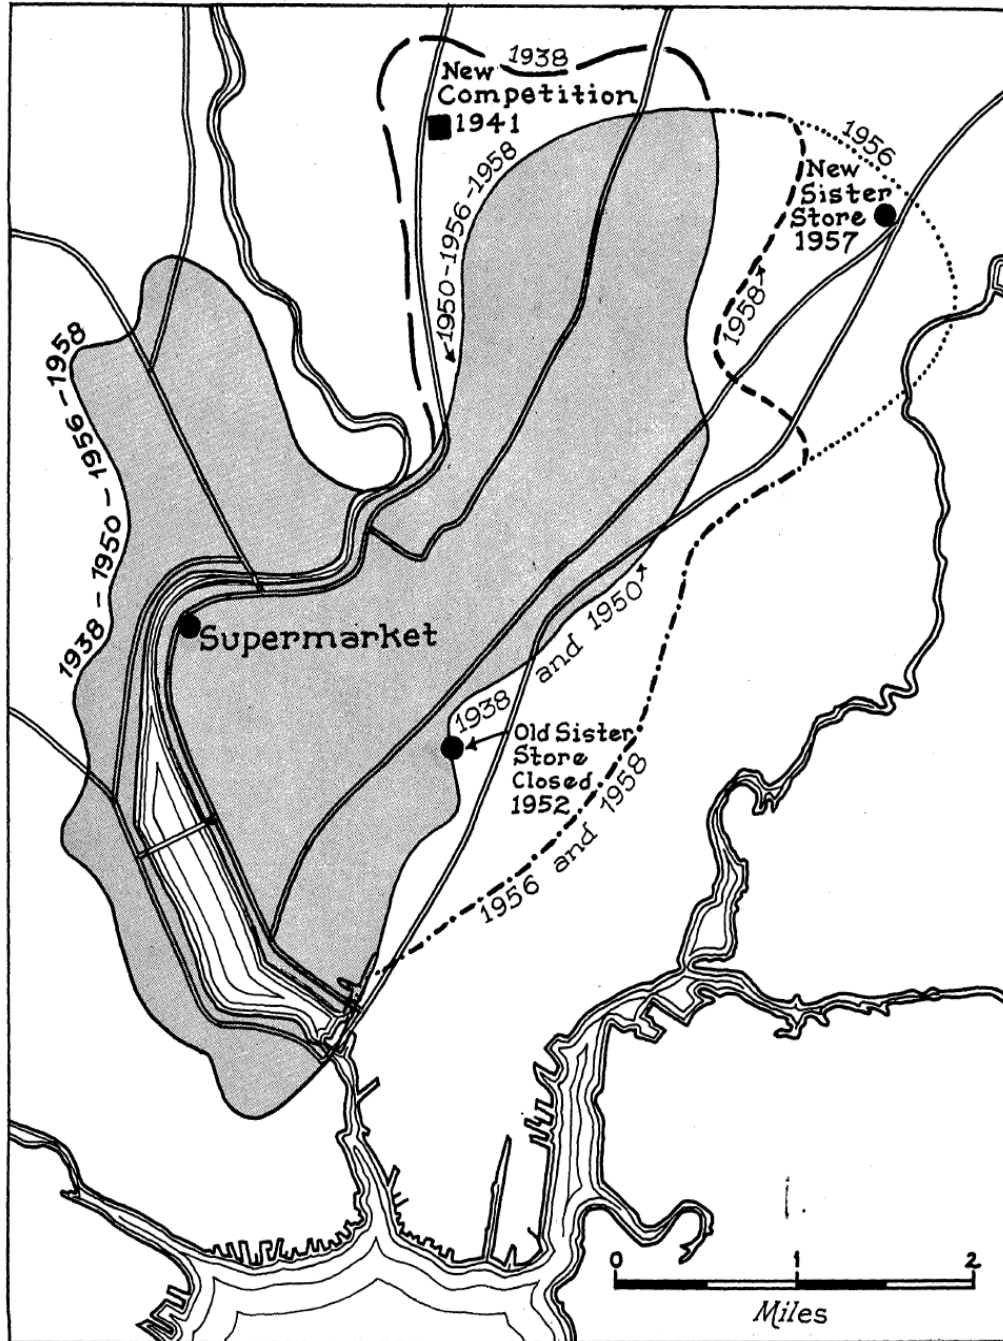 1938
New
Competition
1941
1956
New
Sister
Store
1957
1950-1956-1958
1958
1938 - 1950 - 1956 - 1958
Supermarket
1938 and 1950
Old Sister
Store
Closed
1952
1956 and 1958
0 1 2
Miles